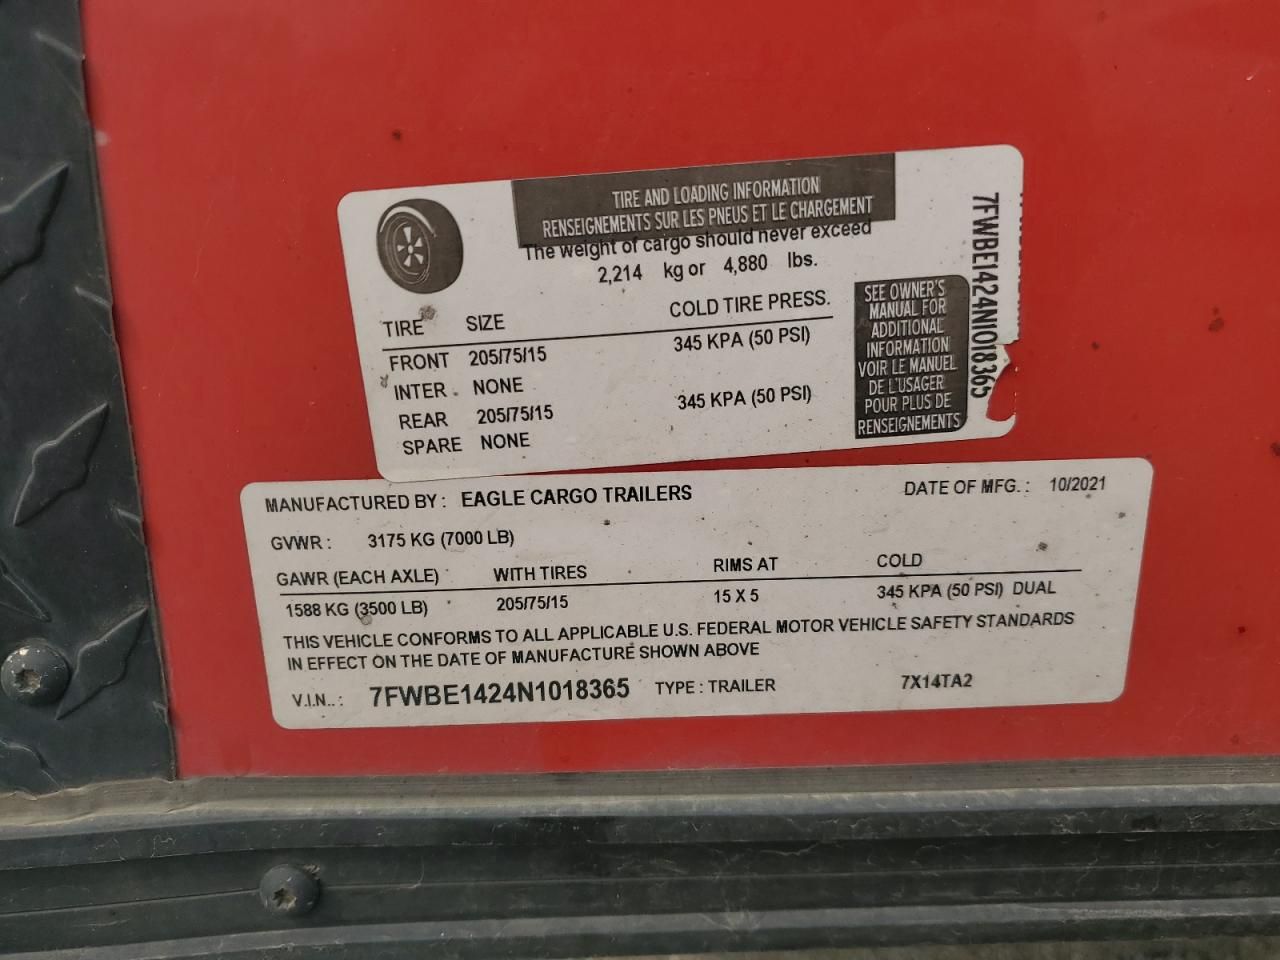 TIRE AND LOADING INFORMATION
RENSEIGNEMENTS SUR LES PNEUS ET LE CHARGEMENT
The weight of cargo should never exceed
2,214 kg or 4,880 lbs.
TIRE SIZE COLD TIRE PRESS.
FRONT 205/75/15 345 KPA (50 PSI)
INTER. NONE
REAR 205/75/15 345 KPA (50 PSI)
SPARE NONE
SEE OWNER'S
MANUAL FOR
ADDITIONAL
INFORMATION
VOIR LE MANUEL
DE L'USAGER
POUR PLUS DE
RENSEIGNEMENTS
7FWBE1424N1018365
MANUFACTURED BY: EAGLE CARGO TRAILERS DATE OF MFG.: 10/2021
GVWR: 3175 KG (7000 LB)
GAWR (EACH AXLE) WITH TIRES RIMS AT COLD
1588 KG (3500 LB) 205/75/15 15 X 5 345 KPA (50 PSI) DUAL
THIS VEHICLE CONFORMS TO ALL APPLICABLE U.S. FEDERAL MOTOR VEHICLE SAFETY STANDARDS
IN EFFECT ON THE DATE OF MANUFACTURE SHOWN ABOVE
V.I.N..: 7FWBE1424N1018365 TYPE: TRAILER 7X14TA2